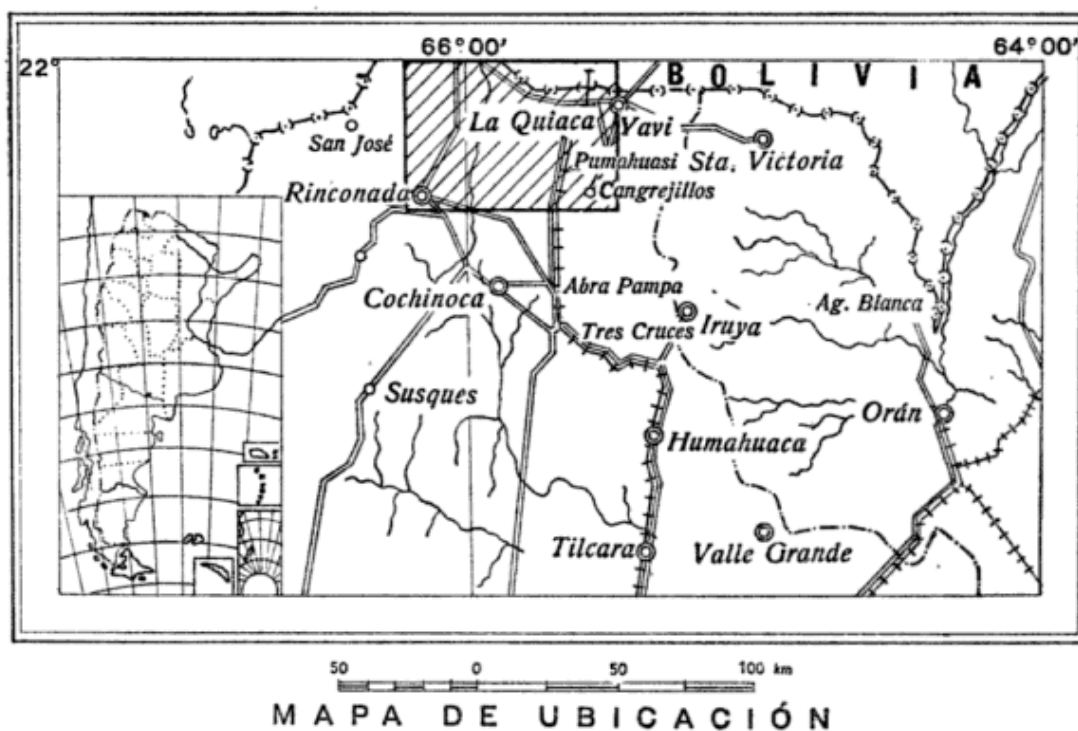 66°00' 64°00'
22° BOLIVIA
San José
La Quiaca Yavi
Pumahuasi Sta. Victoria
Rinconada Cangrejillos
Cochinoca Abra Pampa
Tres Cruces Iruya Ag. Blanca
Susques Orán
Humahuaca
Tilcara Valle Grande
50 0 50 100 km
MAPA DE UBICACIÓN